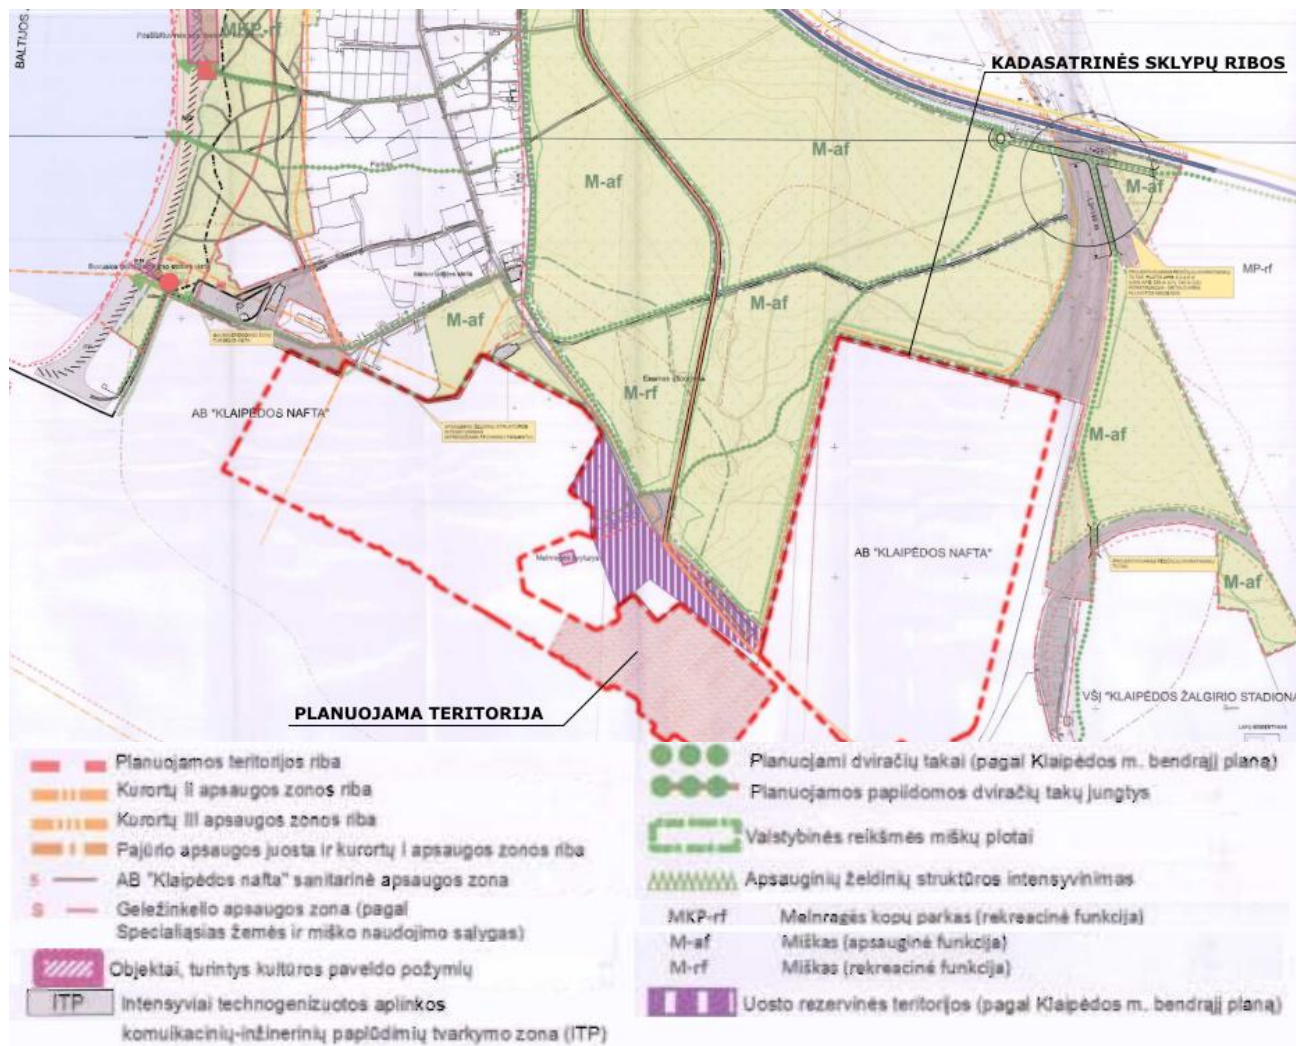 BALTIJOS
MKP-rf
KADASATRINĖS SKLYPŲ RIBOS
M-af
M-af
M-af
MP-rf
M-af
M-af
M-rf
AB "KLAIPĖDOS NAFTA"
M-af
AB "KLAIPĖDOS NAFTA"
M-af
VŠĮ "KLAIPĖDOS ŽALGIRIO STADIONA
PLANUOJAMA TERITORIJA
Planuojamos teritorijos riba
Kurortų II apsaugos zonos riba
Kurortų III apsaugos zonos riba
Pajūrio apsaugos juosta ir kurortų I apsaugos zonos riba
S AB "Klaipėdos nafta" sanitarinė apsaugos zona
S Geležinkelio apsaugos zona (pagal
Specialiąsias žemės ir miško naudojimo sąlygas)
Objektai, turintys kultūros paveldo požymių
ITP Intensyviai technogenizuotos aplinkos
komuikacinių-inžinerinių paplūdimių tvarkymo zona (ITP)
Planuojami dviračių takai (pagal Klaipėdos m. bendrąjį planą)
Planuojamos papildomos dviračių takų jungtys
Valstybinės reikšmės miškų plotai
Apsauginių želdinių struktūros intensyvinimas
MKP-rf Melnragės kopų parkas (rekreacinė funkcija)
M-af Miškas (apsauginė funkcija)
M-rf Miškas (rekreacinė funkcija)
Uosto rezervinės teritorijos (pagal Klaipėdos m. bendrąjį planą)